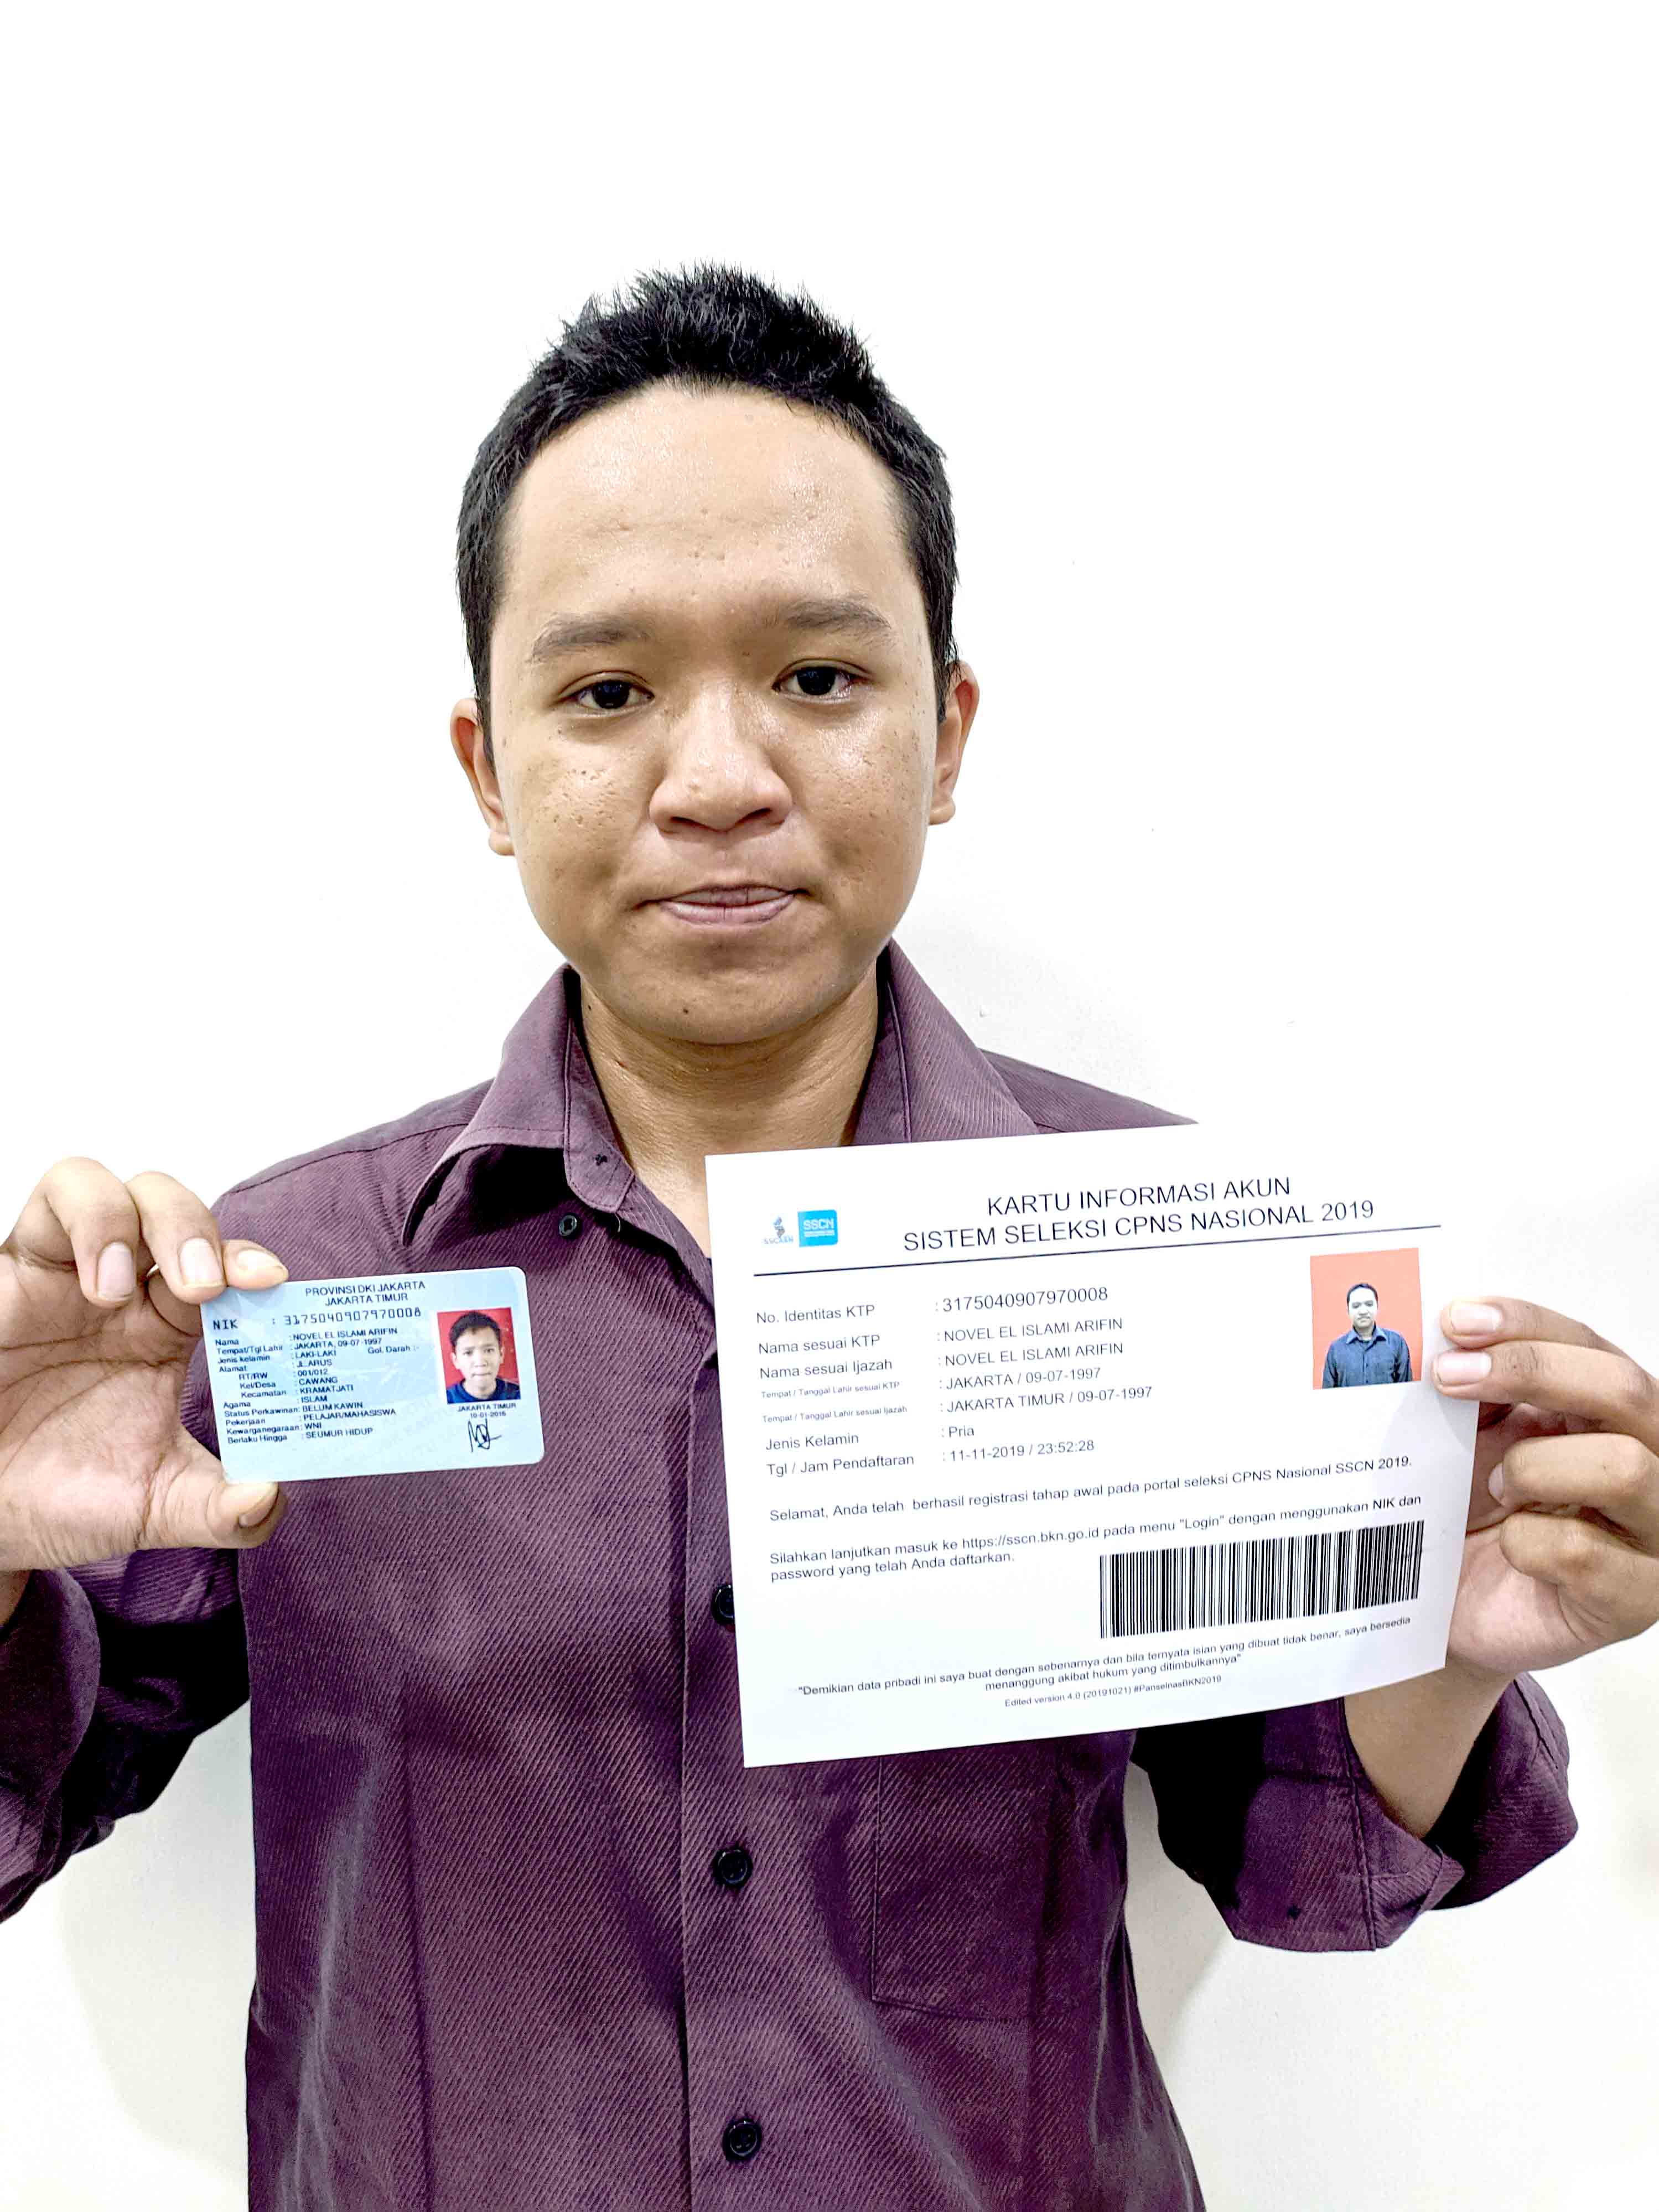 PROVINSI DKI JAKARTA
JAKARTA TIMUR
NIK : 3175040907970008
Nama : NOVEL EL ISLAMI ARIFIN
Tempat/Tgl Lahir : JAKARTA, 09-07-1997
Jenis kelamin : LAKI-LAKI Gol. Darah : -
Alamat : JL.ARUS
RT/RW : 001/012
Kel/Desa : CAWANG
Kecamatan : KRAMATJATI
Agama : ISLAM
Status Perkawinan: BELUM KAWIN
Pekerjaan : PELAJAR/MAHASISWA
Kewarganegaraan: WNI
Berlaku Hingga : SEUMUR HIDUP
JAKARTA TIMUR
KARTU INFORMASI AKUN
SISTEM SELEKSI CPNS NASIONAL 2019
SSCN
No. Identitas KTP : 3175040907970008
Nama sesuai KTP : NOVEL EL ISLAMI ARIFIN
Nama sesuai Ijazah : NOVEL EL ISLAMI ARIFIN
Tempat / Tanggal Lahir sesuai KTP : JAKARTA / 09-07-1997
Tempat / Tanggal Lahir sesuai Ijazah : JAKARTA TIMUR / 09-07-1997
Jenis Kelamin : Pria
Tgl / Jam Pendaftaran : 11-11-2019 / 23:52:28
Selamat, Anda telah berhasil registrasi tahap awal pada portal seleksi CPNS Nasional SSCN 2019.
Silahkan lanjutkan masuk ke https://sscn.bkn.go.id pada menu "Login" dengan menggunakan NIK dan
password yang telah Anda daftarkan.
"Demikian data pribadi ini saya buat dengan sebenarnya dan bila ternyata isian yang dibuat tidak benar, saya bersedia
menanggung akibat hukum yang ditimbulkannya"
Edited version 4.0 (20191021) #PanselnasBKN2019